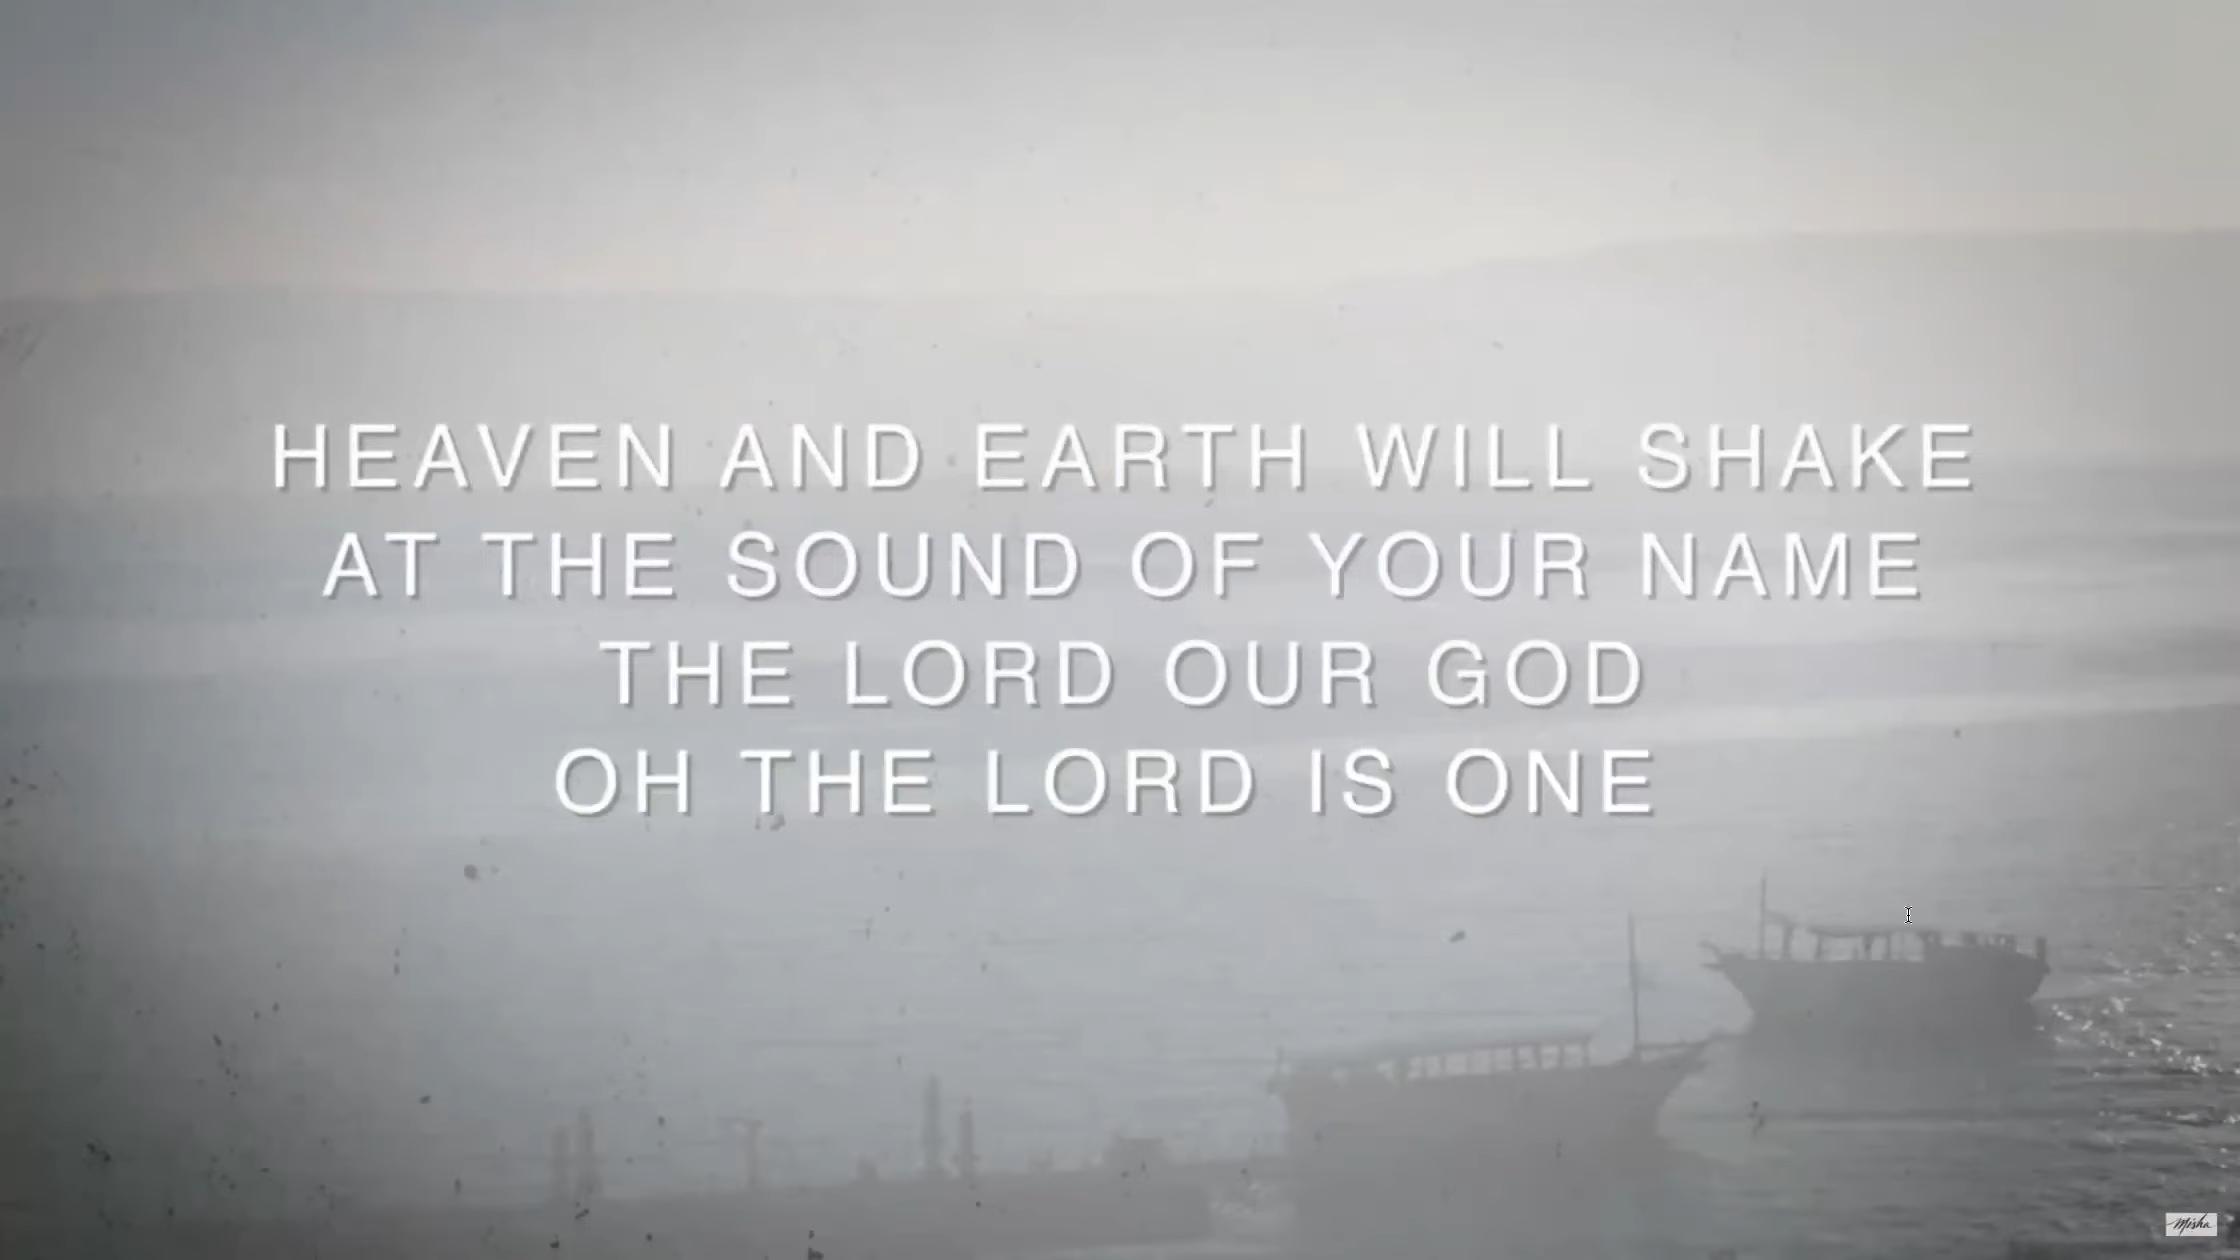 HEAVEN AND EARTH WILL SHAKE
AT THE SOUND OF YOUR NAME
THE LORD OUR GOD
OH THE LORD IS ONE
Misha